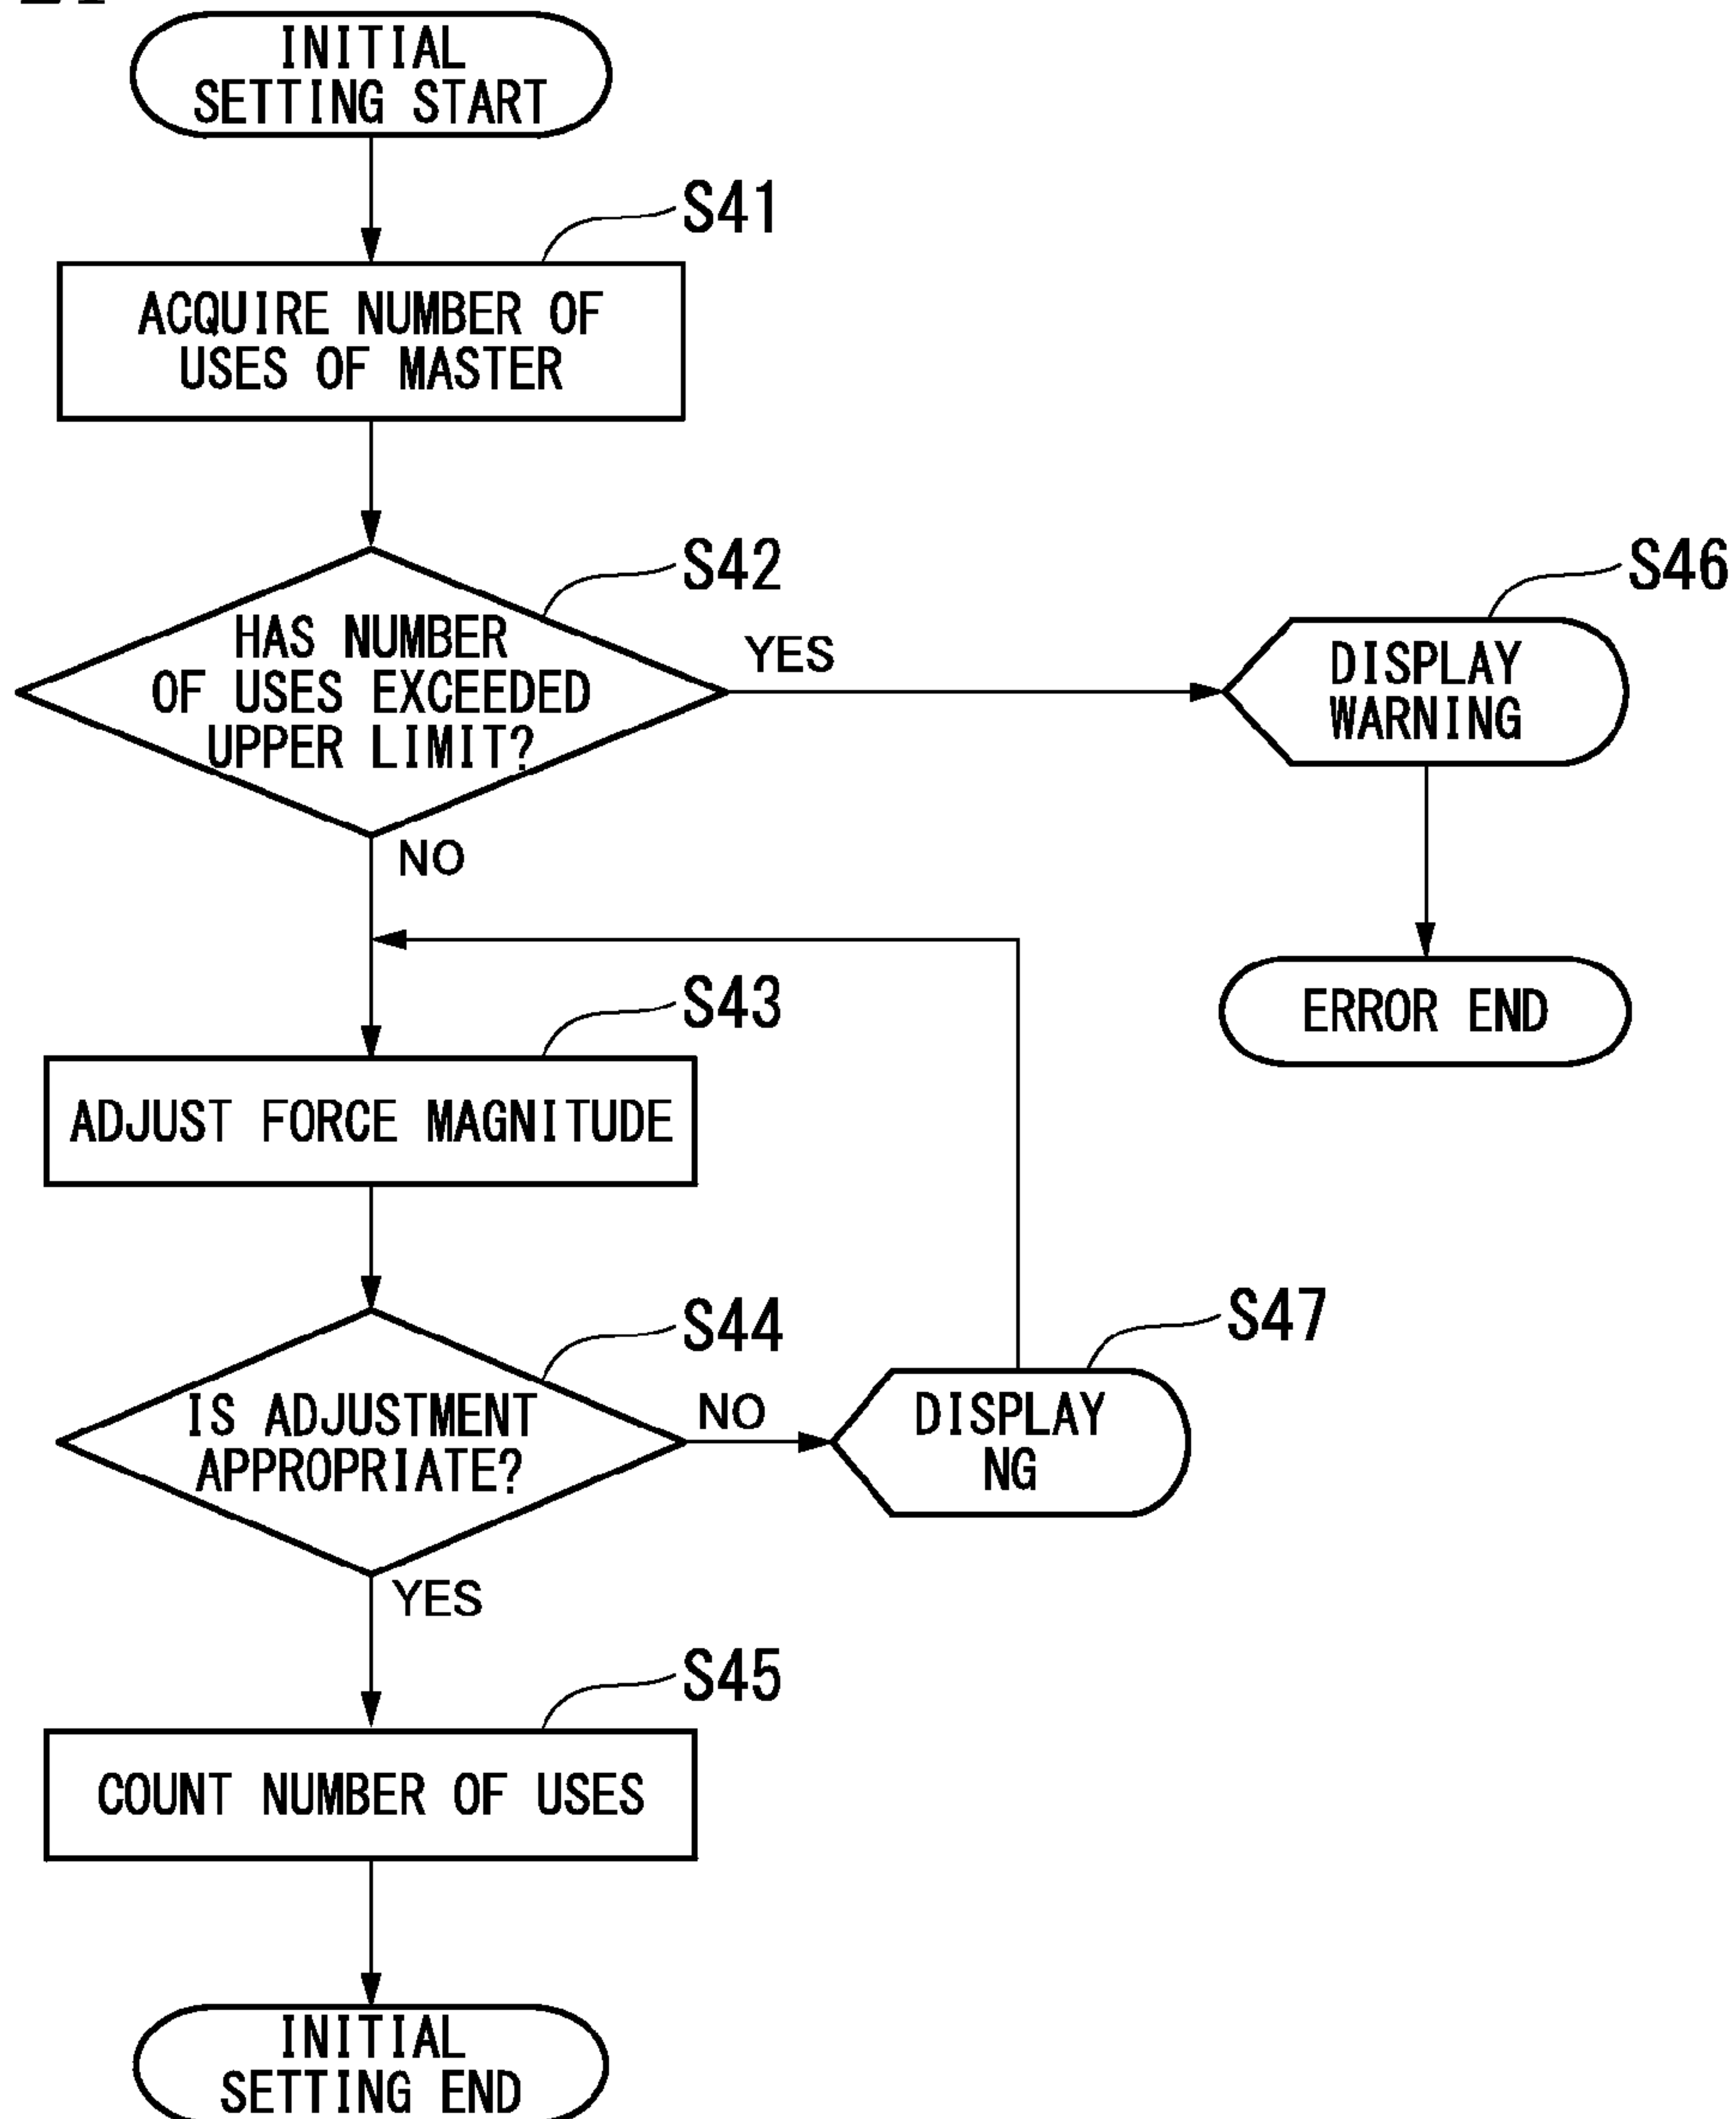 INITIAL
SETTING START
S41
ACQUIRE NUMBER OF
USES OF MASTER
S42
HAS NUMBER
OF USES EXCEEDED
UPPER LIMIT?
YES
S46
DISPLAY
WARNING
NO
ERROR END
S43
ADJUST FORCE MAGNITUDE
S44
IS ADJUSTMENT
APPROPRIATE?
NO
S47
DISPLAY
NG
YES
S45
COUNT NUMBER OF USES
INITIAL
SETTING END